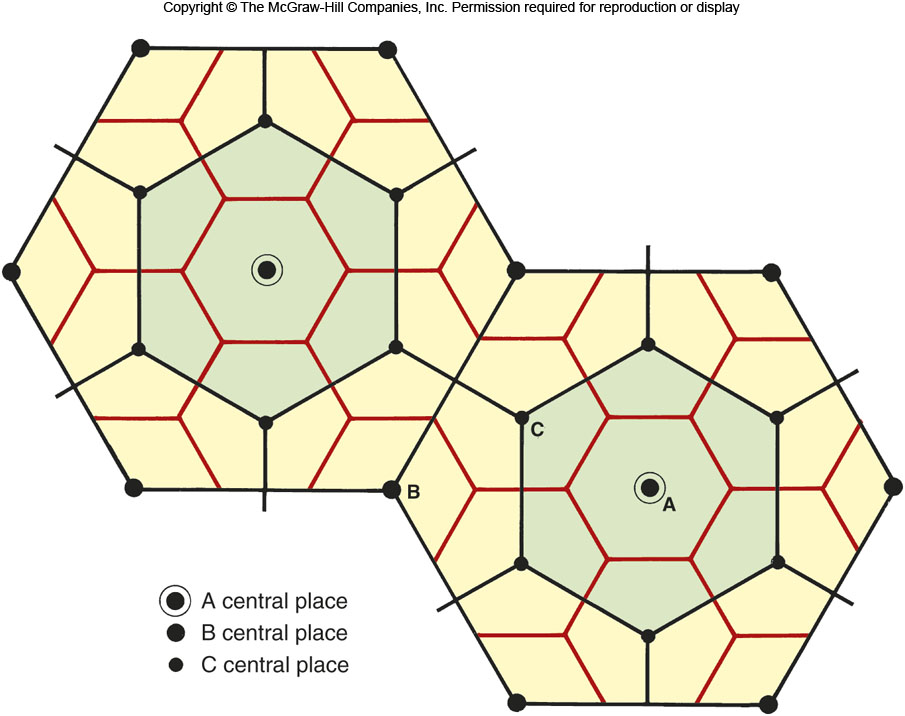 Copyright © The McGraw-Hill Companies, Inc. Permission required for reproduction or display
C
B
A
A central place
B central place
C central place